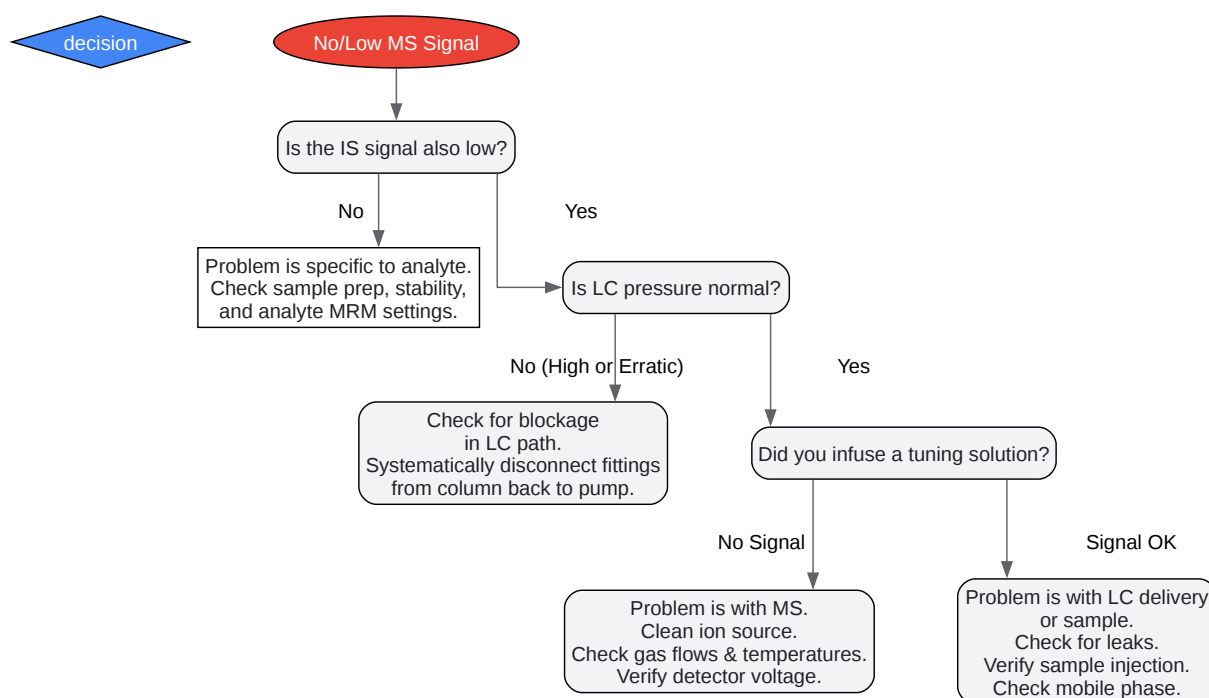 decision
No/Low MS Signal
Is the IS signal also low?
No
Yes
Problem is specific to analyte.
Check sample prep, stability,
and analyte MRM settings.
Is LC pressure normal?
No (High or Erratic)
Yes
Check for blockage
in LC path.
Systematically disconnect fittings
from column back to pump.
Did you infuse a tuning solution?
No Signal
Signal OK
Problem is with MS.
Clean ion source.
Check gas flows & temperatures.
Verify detector voltage.
Problem is with LC delivery
or sample.
Check for leaks.
Verify sample injection.
Check mobile phase.